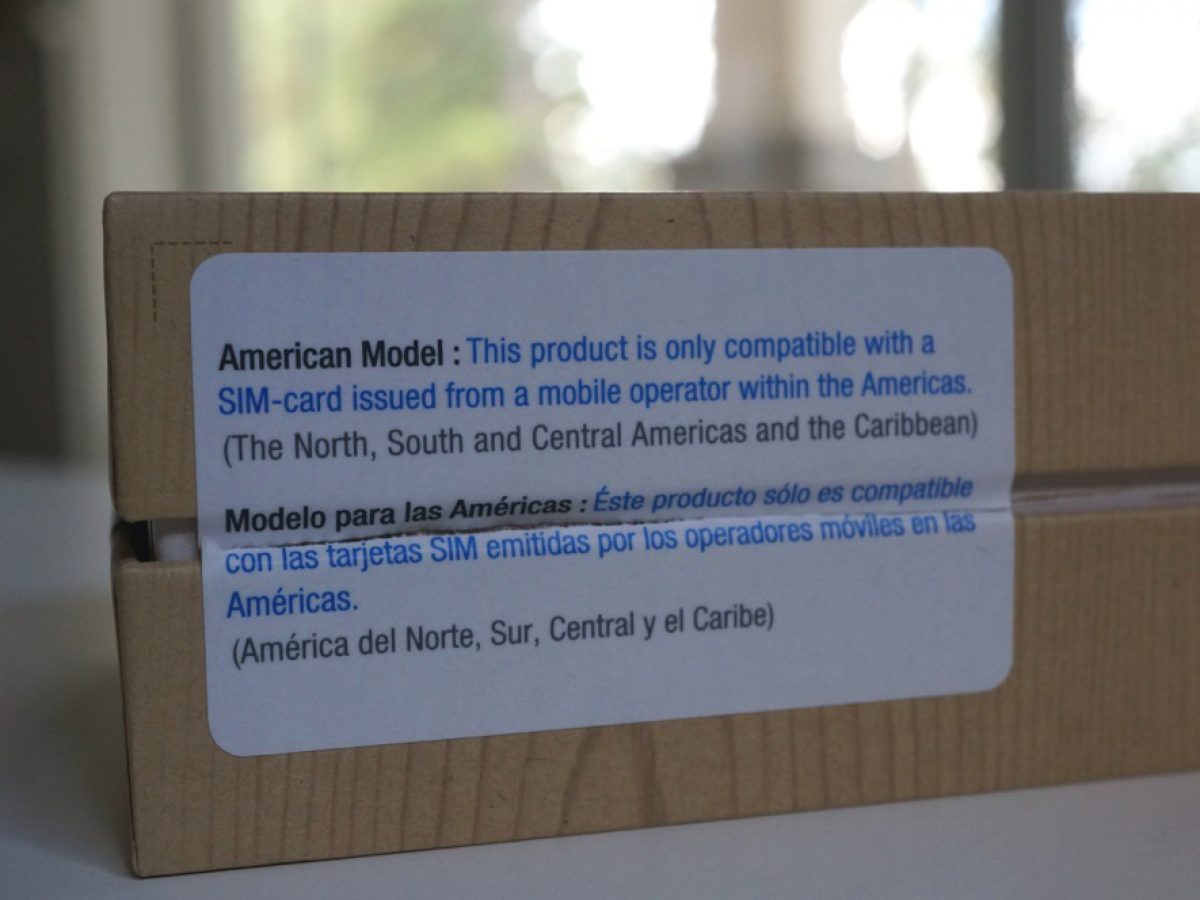 American Model : This product is only compatible with a
SIM-card issued from a mobile operator within the Americas.
(The North, South and Central Americas and the Caribbean)
Modelo para las Américas : Éste producto sólo es compatible
con las tarjetas SIM emitidas por los operadores móviles en las
Américas.
(América del Norte, Sur, Central y el Caribe)